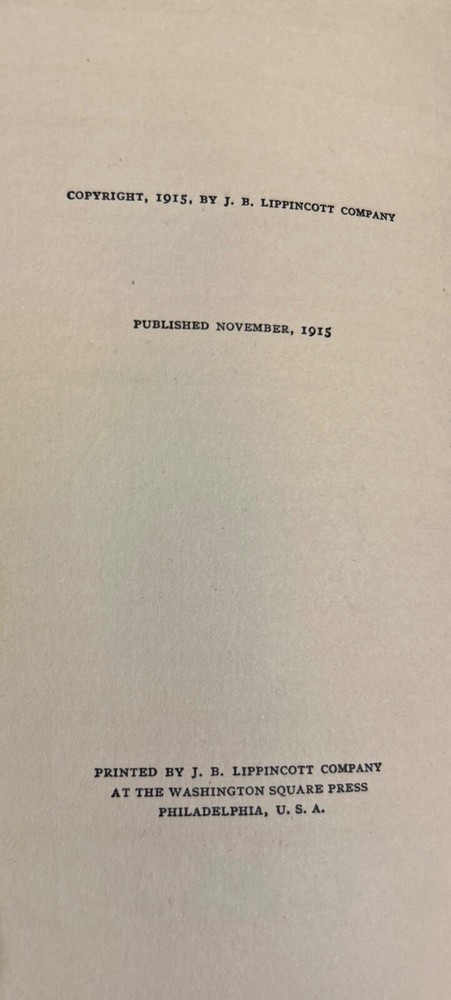 COPYRIGHT, 1915, BY J. B. LIPPINCOTT COMPANY
PUBLISHED NOVEMBER, 1915
PRINTED BY J. B. LIPPINCOTT COMPANY
AT THE WASHINGTON SQUARE PRESS
PHILADELPHIA, U. S. A.